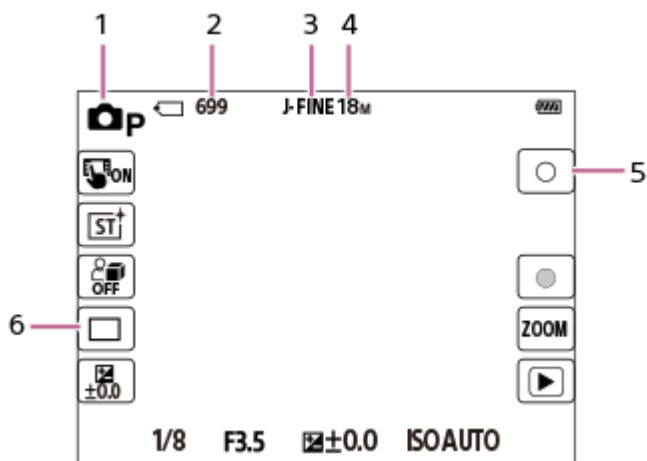 1 2 3 4
P 699 J-FINE 18M
ON
5
ST
OFF
6
ZOOM
±0.0
1/8 F3.5 ±0.0 ISO AUTO